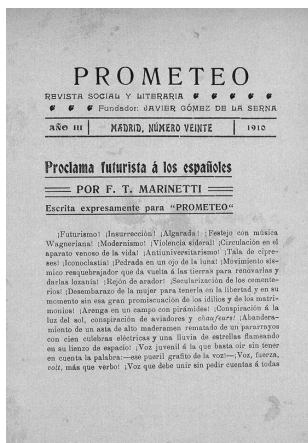 PROMETEO
REVISTA SOCIAL Y LITERARIA
Fundador: JAVIER GÓMEZ DE LA SERNA
AÑO III | MADRID, NÚMERO VEINTE | 1910
Proclama futurista á los españoles
POR F. T. MARINETTI
Escrita expresamente para "PROMETEO"
¡Futurismo! ¡Insurrección! ¡Algarada! ¡Festejo con música
Wagneriana! ¡Modernismo! ¡Violencia sideral! ¡Circulación en el
aparato venoso de la vida! ¡Antiuniversitarismo! ¡Tala de cipre-
ses! ¡Iconoclastia! ¡Pedrada en un ojo de la luna! ¡Movimiento sís-
mico resquebrajador que da vuelta á las tierras para renovarlas y
darlas lozanía! ¡Rejón de arador! ¡Secularización de los cemente-
rios! ¡Desembarazo de la mujer para tenerla en la libertad y en su
momento sin esa gran promiscuación de los idilios y de los matri-
monios! ¡Arenga en un campo con pirámides! ¡Conspiración á la
luz del sol, conspiración de aviadores y chauffeurs! ¡Abandera-
miento de un asta de alto maderamen rematado de un pararrayos
con cien culebras eléctricas y una lluvia de estrellas flameando
en su lienzo de espacio! ¡Voz juvenil á la que basta oir sin tener
en cuenta la palabra:—ese pueril grafito de la voz!—¡Voz, fuerza,
volt, más que verbo! ¡Voz que debe unir sin pedir cuentas á todas